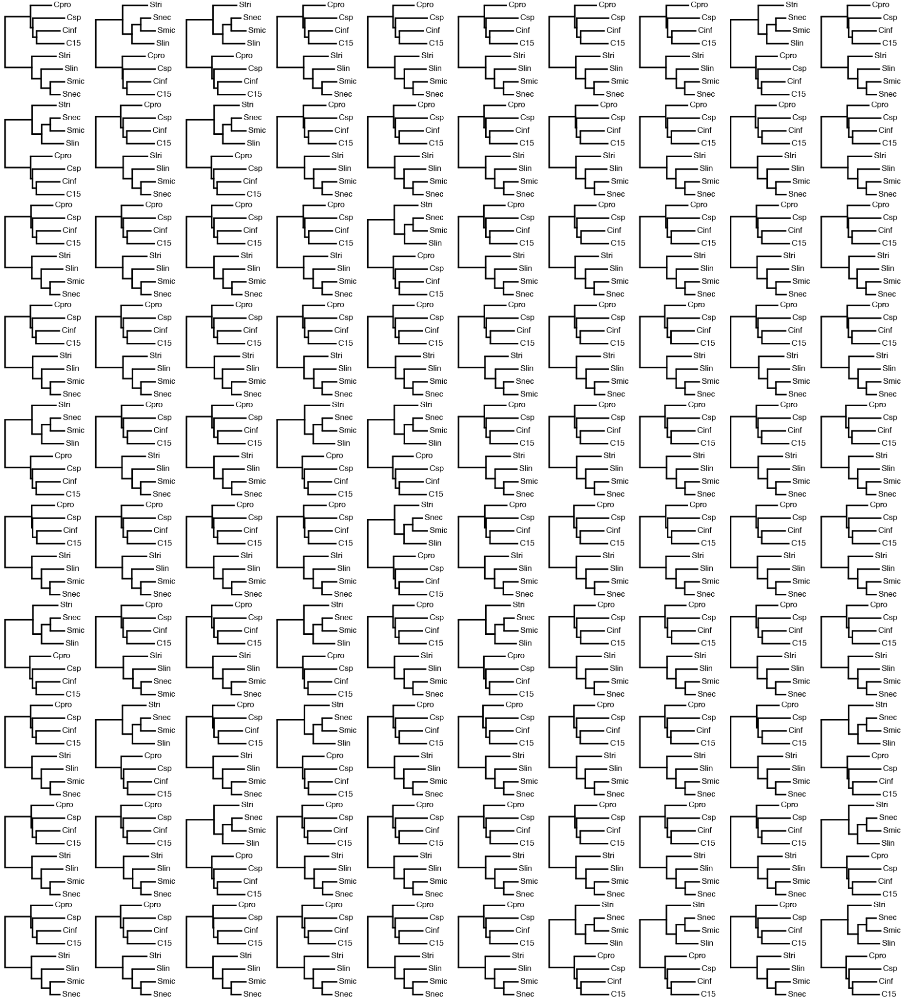 Cpro Stri Stri Cpro Cpro Cpro Cpro Cpro Stri Cpro
Csp Snec Snec Csp Csp Csp Csp Csp Snec Csp
Cinf Smic Smic Cinf Cinf Cinf Cinf Cinf Smic Cinf
C15 Slin Slin C15 C15 C15 C15 C15 Slin C15
Stri Cpro Cpro Stri Stri Stri Stri Stri Cpro Stri
Slin Csp Csp Slin Slin Slin Slin Slin Csp Slin
Smic Cinf Cinf Smic Smic Smic Smic Smic Cinf Smic
Snec C15 C15 Snec Snec Snec Snec Snec C15 Snec
Stri Cpro Stri Cpro Cpro Cpro Cpro Cpro Cpro Cpro
Snec Csp Snec Csp Csp Csp Csp Csp Csp Csp
Smic Cinf Smic Cinf Cinf Cinf Cinf Cinf Cinf Cinf
Slin C15 Slin C15 C15 C15 C15 C15 C15 C15
Cpro Stri Cpro Stri Stri Stri Stri Stri Stri Stri
Csp Slin Csp Slin Slin Slin Slin Slin Slin Slin
Cinf Smic Cinf Smic Smic Smic Smic Smic Smic Smic
C15 Snec C15 Snec Snec Snec Snec Snec Snec Snec
Cpro Cpro Cpro Cpro Stri Cpro Cpro Cpro Cpro Cpro
Csp Csp Csp Csp Snec Csp Csp Csp Csp Csp
Cinf Cinf Cinf Cinf Smic Cinf Cinf Cinf Cinf Cinf
C15 C15 C15 C15 Slin C15 C15 C15 C15 C15
Stri Stri Stri Stri Cpro Stri Stri Stri Stri Stri
Slin Slin Slin Slin Csp Slin Slin Slin Slin Slin
Smic Smic Smic Smic Cinf Smic Smic Smic Smic Smic
Snec Snec Snec Snec C15 Snec Snec Snec Snec Snec
Cpro Cpro Cpro Cpro Cpro Cpro Cpro Cpro Cpro Cpro
Csp Csp Csp Csp Csp Csp Csp Csp Csp Csp
Cinf Cinf Cinf Cinf Cinf Cinf Cinf Cinf Cinf Cinf
C15 C15 C15 C15 C15 C15 C15 C15 C15 C15
Stri Stri Stri Stri Stri Stri Stri Stri Stri Stri
Slin Slin Slin Slin Slin Slin Slin Slin Slin Slin
Smic Smic Smic Smic Smic Snec Smic Smic Smic Smic
Snec Snec Snec Snec Snec Smic Snec Snec Snec Snec
Stri Cpro Cpro Stri Stri Cpro Cpro Cpro Cpro Cpro
Snec Csp Csp Snec Snec Csp Csp Csp Csp Csp
Smic Cinf Cinf Smic Smic Cinf Cinf Cinf Cinf Cinf
Slin C15 C15 Slin Slin C15 C15 C15 C15 C15
Cpro Stri Stri Cpro Cpro Stri Stri Stri Stri Stri
Csp Slin Slin Csp Csp Slin Slin Slin Slin Slin
Cinf Smic Smic Cinf Cinf Smic Smic Smic Smic Smic
C15 Snec Snec C15 C15 Snec Snec Snec Snec Snec
Cpro Cpro Cpro Cpro Stri Cpro Cpro Cpro Cpro Cpro
Csp Csp Csp Csp Snec Csp Csp Csp Csp Csp
Cinf Cinf Cinf Cinf Smic Cinf Cinf Cinf Cinf Cinf
C15 C15 C15 C15 Slin C15 C15 C15 C15 C15
Stri Stri Stri Stri Cpro Stri Stri Stri Stri Stri
Slin Slin Slin Slin Csp Slin Slin Slin Slin Slin
Smic Smic Smic Smic Cinf Smic Smic Smic Smic Smic
Snec Snec Snec Snec C15 Snec Snec Snec Snec Snec
Stri Cpro Cpro Stri Cpro Stri Cpro Cpro Cpro Cpro
Snec Csp Csp Snec Csp Snec Csp Csp Csp Csp
Smic Cinf Cinf Smic Cinf Smic Cinf Cinf Cinf Cinf
Slin C15 C15 Slin C15 Slin C15 C15 C15 C15
Cpro Stri Stri Cpro Stri Cpro Stri Stri Stri Stri
Csp Slin Slin Csp Slin Csp Slin Slin Slin Slin
Cinf Snec Smic Cinf Smic Cinf Smic Smic Smic Smic
C15 Smic Snec C15 Snec C15 Snec Snec Snec Snec
Cpro Stri Cpro Stri Cpro Cpro Cpro Cpro Cpro Stri
Csp Snec Csp Snec Csp Csp Csp Csp Csp Snec
Cinf Smic Cinf Smic Cinf Cinf Cinf Cinf Cinf Smic
C15 Slin C15 Slin C15 C15 C15 C15 C15 Slin
Stri Cpro Stri Cpro Stri Stri Stri Stri Stri Cpro
Slin Csp Slin Csp Slin Slin Slin Slin Slin Csp
Smic Cinf Smic Cinf Smic Smic Smic Smic Smic Cinf
Snec C15 Snec C15 Snec Snec Snec Snec Snec C15
Cpro Cpro Stri Cpro Cpro Cpro Cpro Cpro Cpro Stri
Csp Csp Snec Csp Csp Csp Csp Csp Csp Snec
Cinf Cinf Smic Cinf Cinf Cinf Cinf Cinf Cinf Smic
C15 C15 Slin C15 C15 C15 C15 C15 C15 Slin
Stri Stri Cpro Stri Stri Stri Stri Stri Stri Cpro
Slin Slin Csp Slin Slin Slin Slin Slin Slin Csp
Smic Smic Cinf Smic Smic Smic Smic Smic Smic Cinf
Snec Snec C15 Snec Snec Snec Snec Snec Snec C15
Cpro Cpro Cpro Cpro Cpro Cpro Stri Stri Cpro Stri
Csp Csp Csp Csp Csp Csp Snec Snec Csp Snec
Cinf Cinf Cinf Cinf Cinf Cinf Smic Smic Cinf Smic
C15 C15 C15 C15 C15 C15 Slin Slin C15 Slin
Stri Stri Stri Stri Stri Stri Cpro Cpro Stri Cpro
Slin Slin Slin Slin Slin Slin Csp Csp Slin Csp
Smic Smic Smic Smic Smic Smic Cinf Cinf Smic Cinf
Snec Snec Snec Snec Snec Snec C15 C15 Snec C15